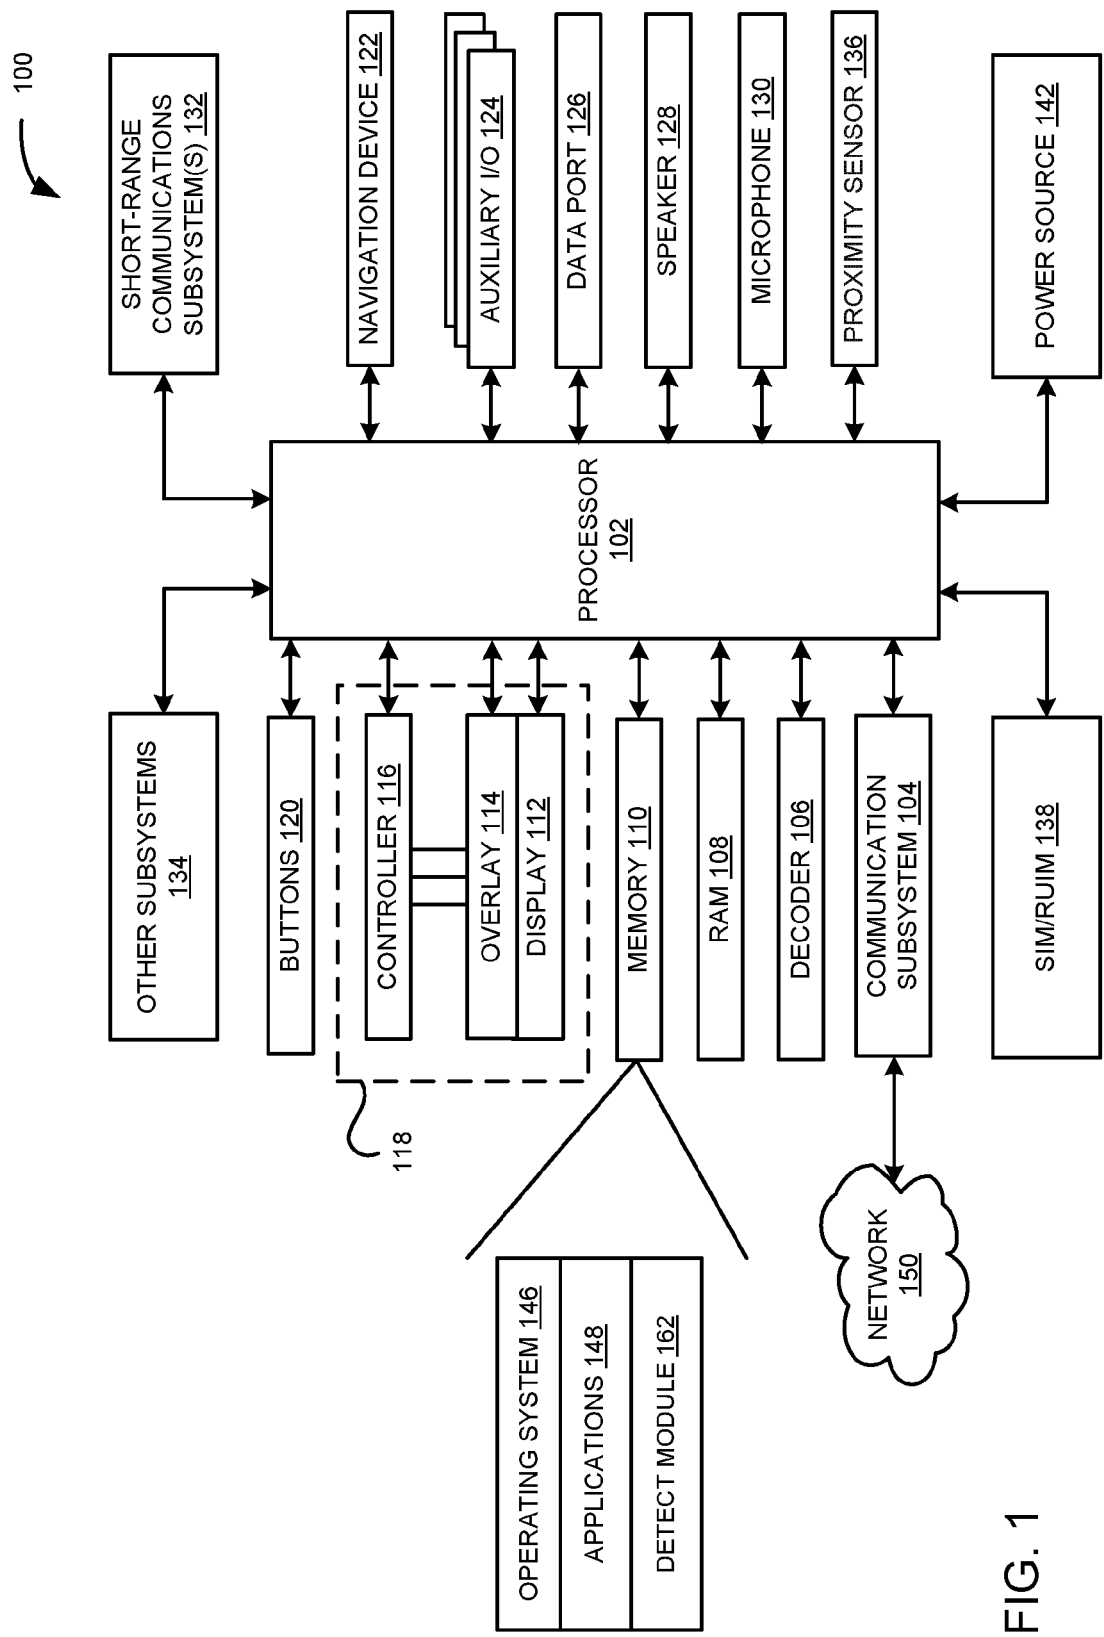 100
OTHER SUBSYSTEMS
134
SHORT-RANGE
COMMUNICATIONS
SUBSYSTEM(S) 132
BUTTONS 120
NAVIGATION DEVICE 122
118
CONTROLLER 116
OVERLAY 114
DISPLAY 112
AUXILIARY I/O 124
PROCESSOR
102
DATA PORT 126
OPERATING SYSTEM 146
APPLICATIONS 148
DETECT MODULE 162
MEMORY 110
SPEAKER 128
RAM 108
MICROPHONE 130
DECODER 106
PROXIMITY SENSOR 136
NETWORK
150
COMMUNICATION
SUBSYSTEM 104
SIM/RUIM 138
POWER SOURCE 142
FIG. 1